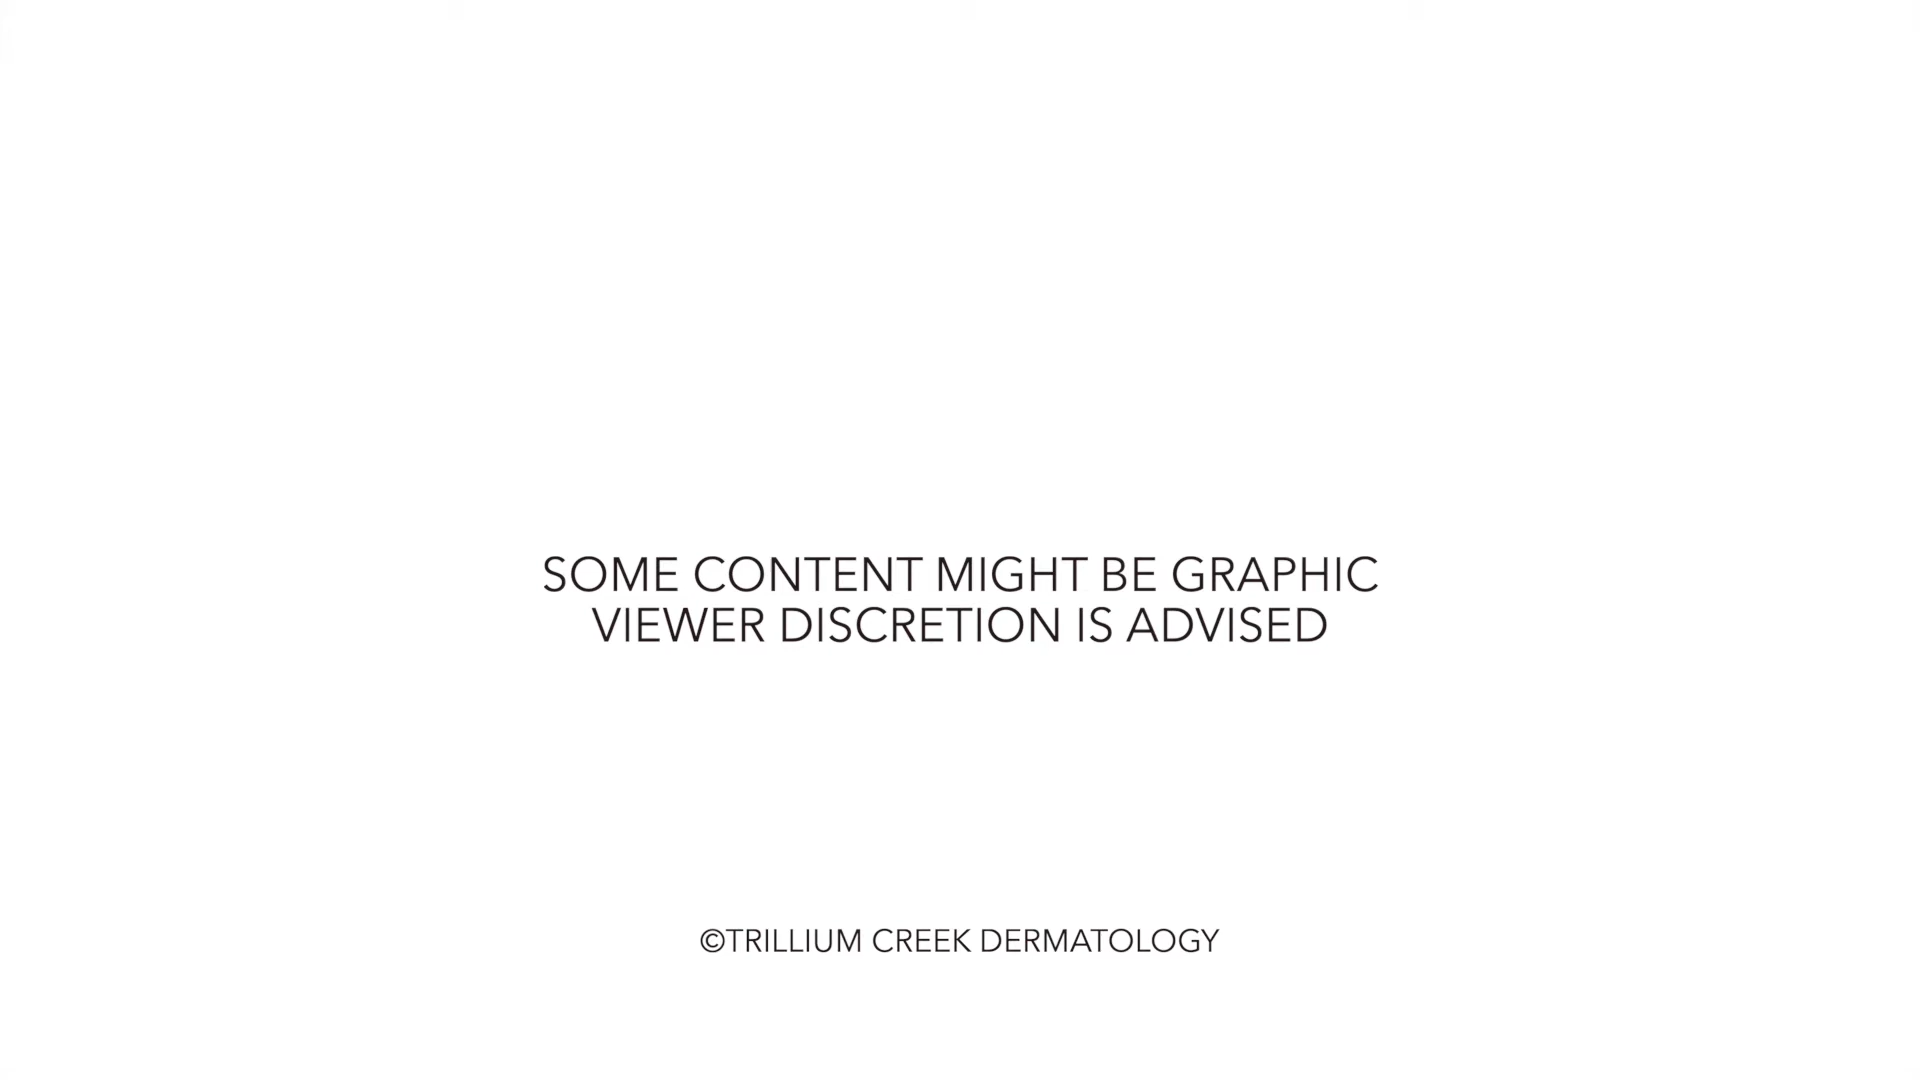 SOME CONTENT MIGHT BE GRAPHIC
VIEWER DISCRETION IS ADVISED
©TRILLIUM CREEK DERMATOLOGY